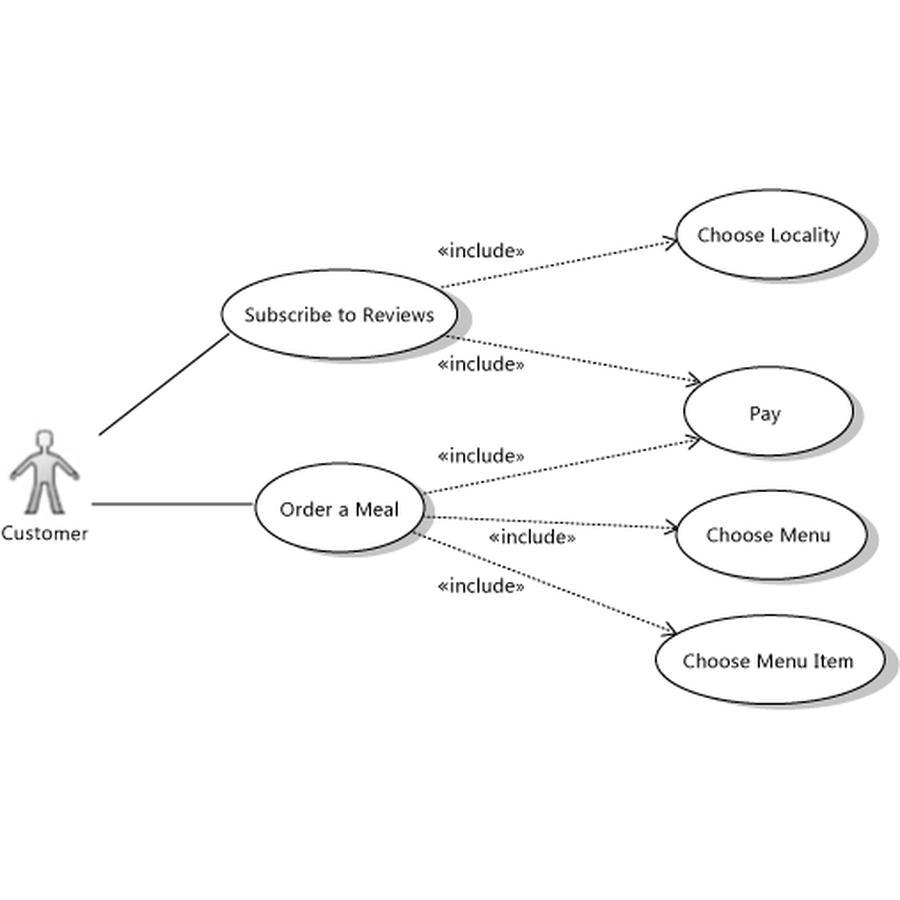 Choose Locality
«include»
Subscribe to Reviews
«include»
Pay
«include»
Order a Meal
Customer
«include»
Choose Menu
«include»
Choose Menu Item